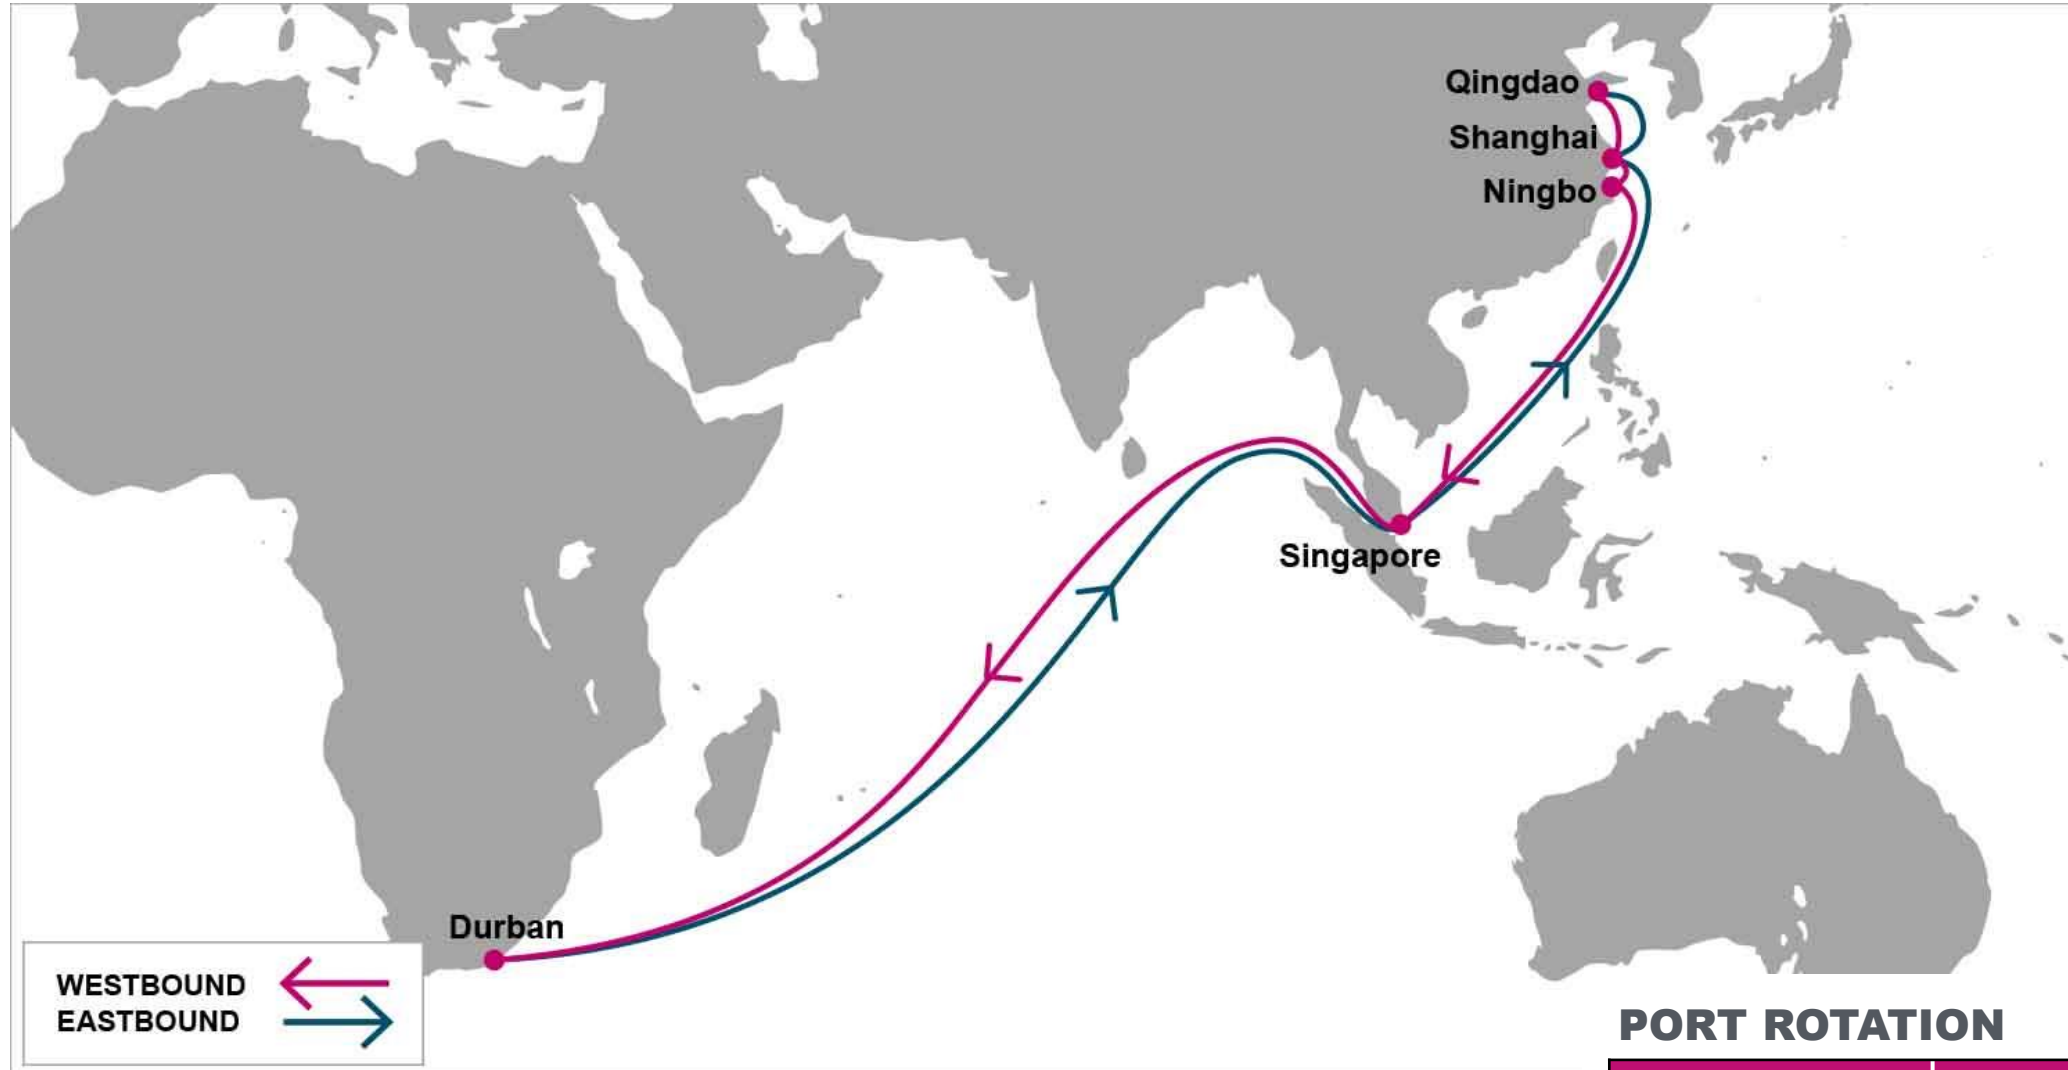 Qingdao
Shanghai
Ningbo
Singapore
Durban
WESTBOUND
EASTBOUND
PORT ROTATION